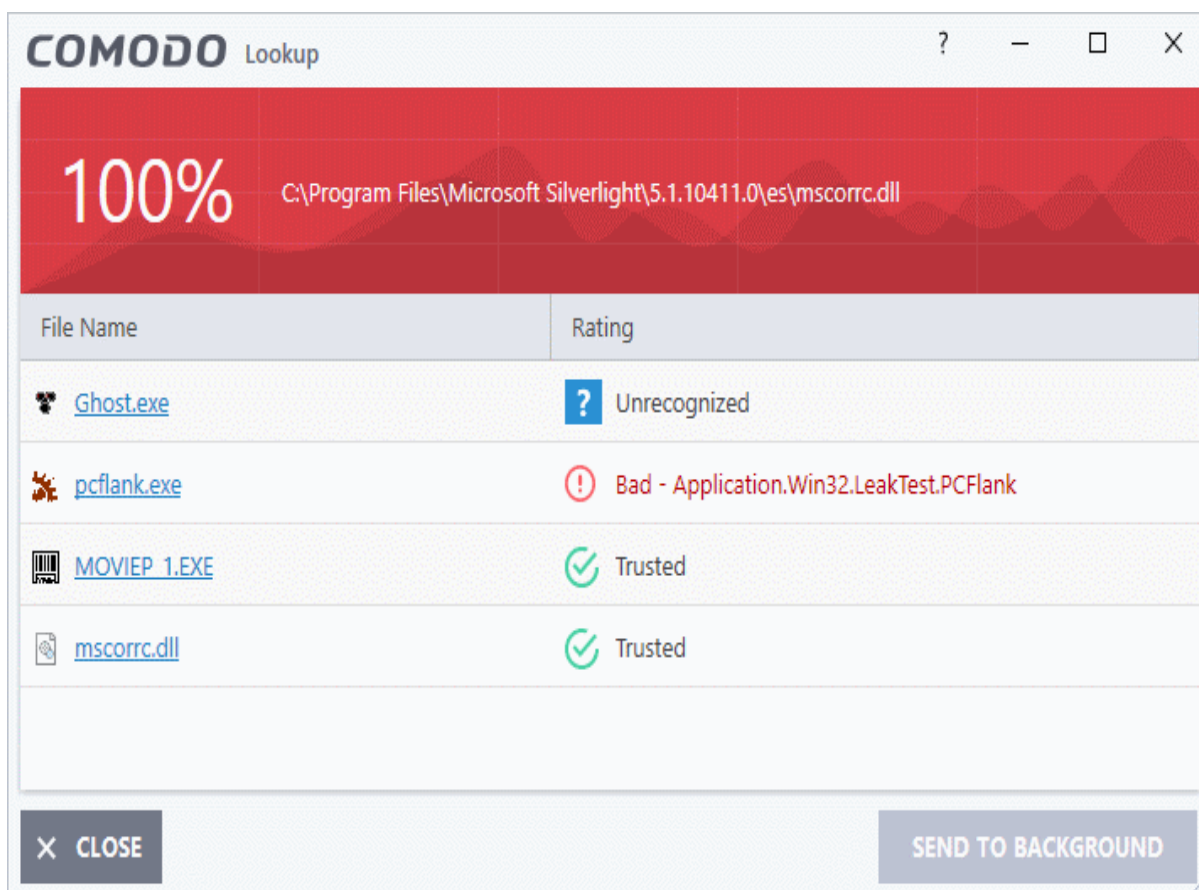 COMODO Lookup
100% C:\Program Files\Microsoft Silverlight\5.1.10411.0\es\mscorrc.dll
File Name Rating
Ghost.exe ? Unrecognized
pcflank.exe Bad - Application.Win32.LeakTest.PCFlank
MOVIEP_1.EXE Trusted
mscorrc.dll Trusted
CLOSE SEND TO BACKGROUND